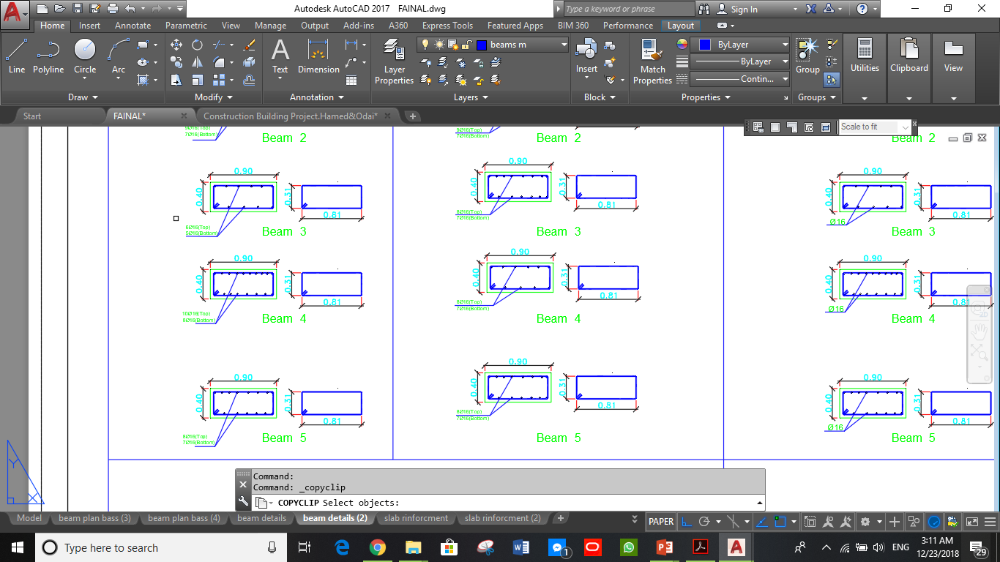 Autodesk AutoCAD 2017 FAINAL.dwg
Type a keyword or phrase
Sign In
Home Insert Annotate Parametric View Manage Output Add-ins A360 Express Tools Featured Apps BIM 360 Performance Layout
Line Polyline Circle Arc
Text Dimension
Layer Properties
beams m
Insert
Match Properties
ByLayer
ByLayer
Contin...
Group
Utilities
Clipboard
View
Draw Modify Annotation Layers Block Properties Groups
Start FAINAL* Construction Building Project.Hamed&Odai*
Scale to fit
9Ø16(Top)
7Ø16(Bottom)
Beam 2
9Ø16(Top)
7Ø16(Bottom)
Beam 2
Beam 2
0.90
0.40
0.31
0.81
Beam 3
0.90
0.40
0.31
0.81
8Ø16(Top)
7Ø16(Bottom)
Beam 3
0.90
0.40
0.31
0.81
Ø16
Beam 3
0.90
0.40
0.31
0.81
10Ø16(Top)
8Ø16(Bottom)
Beam 4
0.90
0.40
0.31
0.81
8Ø16(Top)
7Ø16(Bottom)
Beam 4
0.90
0.40
0.31
0.81
Ø16
Beam 4
0.90
0.40
0.31
0.81
8Ø16(Top)
7Ø16(Bottom)
Beam 5
0.90
0.40
0.31
0.81
8Ø16(Top)
7Ø16(Bottom)
Beam 5
0.90
0.40
0.31
0.81
Ø16
Beam 5
Y
X
2D
Command:
Command: _copyclip
COPYCLIP Select objects:
Model beam plan bass (3) beam plan bass (4) beam details beam details (2) slab rinforcment slab rinforcment (2)
PAPER
Type here to search
1
ENG
3:11 AM
12/23/2018
29